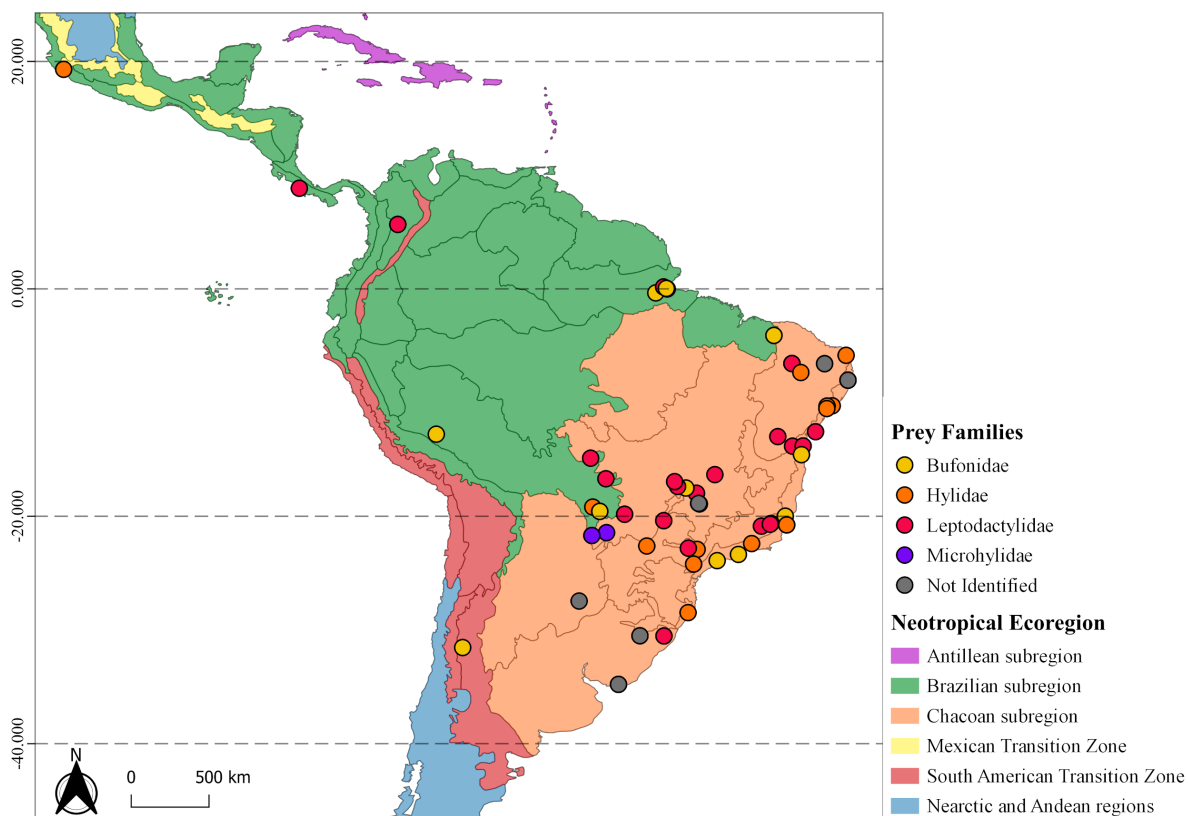 20.000
0.000
-20.000
-40.000
N
0 500 km
Prey Families
Bufonidae
Hylidae
Leptodactylidae
Microhylidae
Not Identified
Neotropical Ecoregion
Antillean subregion
Brazilian subregion
Chacoan subregion
Mexican Transition Zone
South American Transition Zone
Nearctic and Andean regions